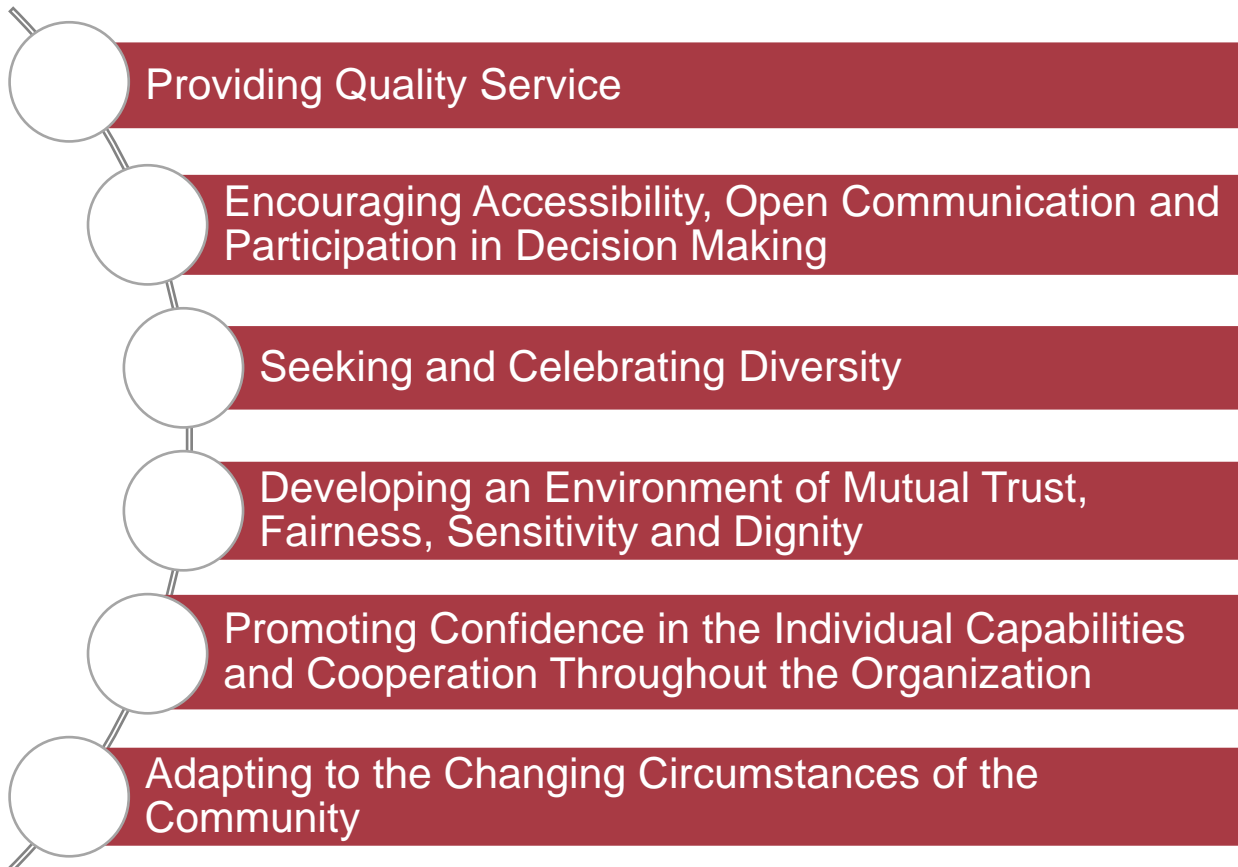 Providing Quality Service
Encouraging Accessibility, Open Communication and
Participation in Decision Making
Seeking and Celebrating Diversity
Developing an Environment of Mutual Trust,
Fairness, Sensitivity and Dignity
Promoting Confidence in the Individual Capabilities
and Cooperation Throughout the Organization
Adapting to the Changing Circumstances of the
Community